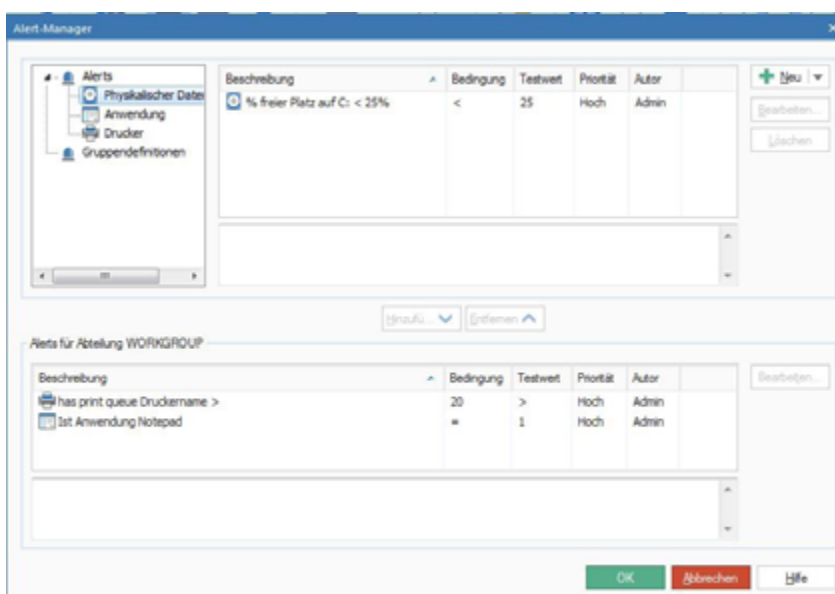 Alert-Manager
Alerts
Physikalischer Daten
Anwendung
Drucker
Gruppendefinitionen
Beschreibung Bedingung Testwert Priorität Autor
% freier Platz auf C: < 25% < 25 Hoch Admin
Neu
Bearbeiten...
Löschen
Hinzufü... Entfernen
Alerts für Abteilung WORKGROUP
Beschreibung Bedingung Testwert Priorität Autor
has print queue Druckername > 20 > Hoch Admin
Ist Anwendung Notepad = 1 Hoch Admin
Bearbeiten...
OK Abbrechen Hilfe